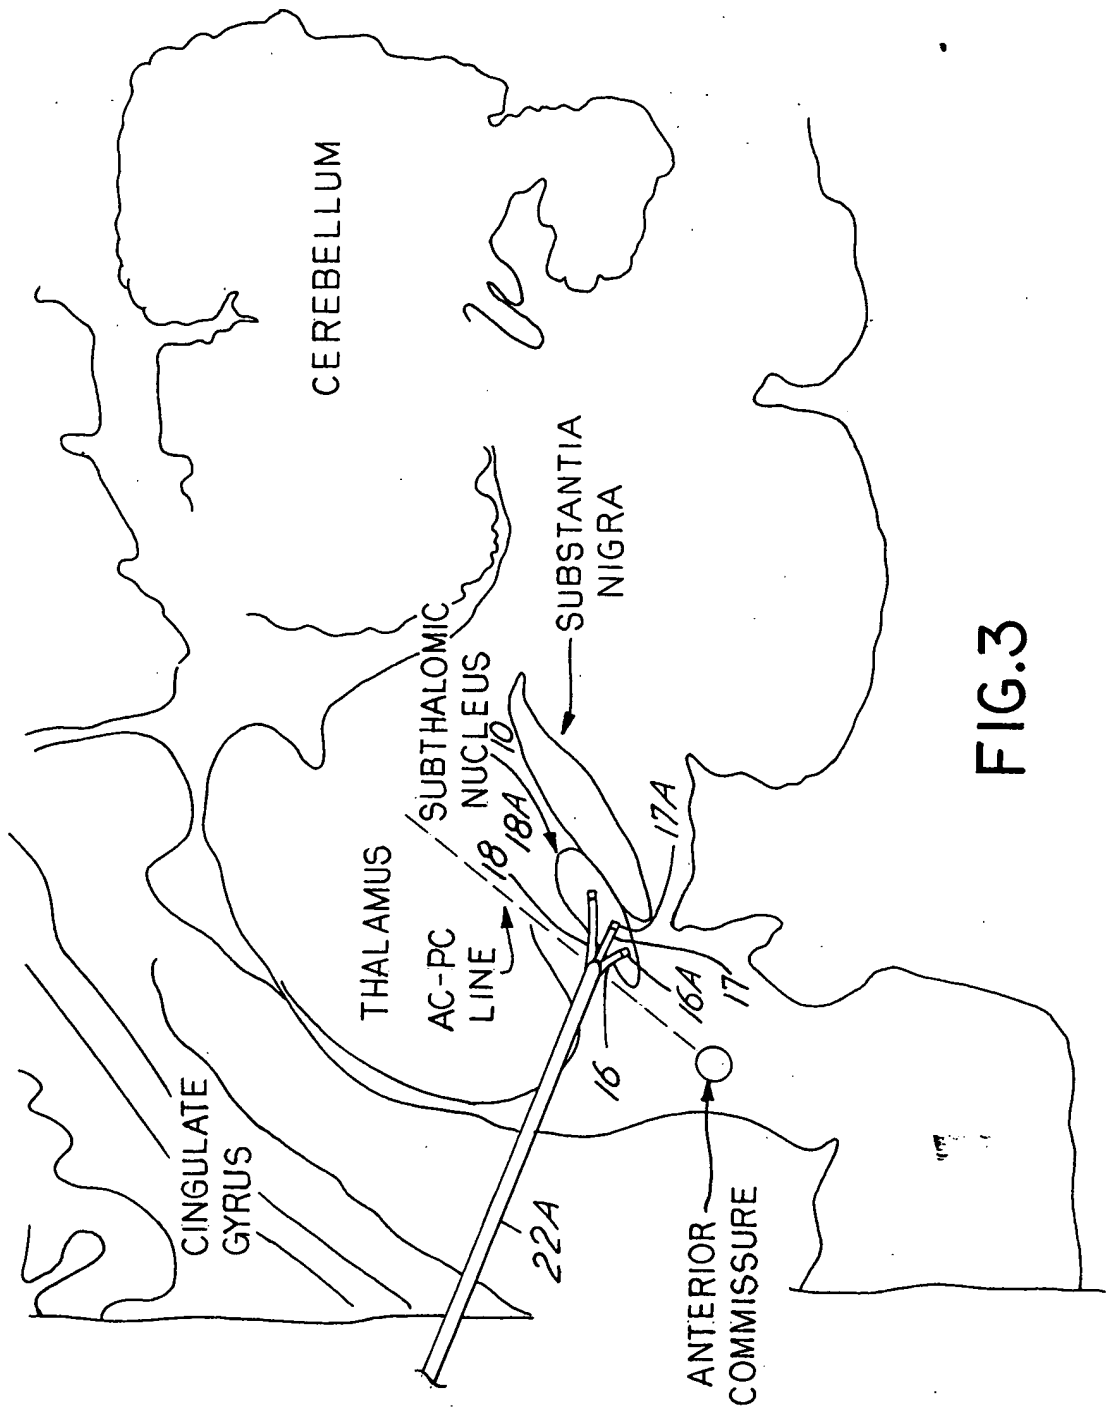 CINGULATE
GYRUS
THALAMUS
AC-PC
LINE
SUBTHALOMIC
NUCLEUS
10
18
18A
CEREBELLUM
SUBSTANTIA
NIGRA
17A
17
16A
16
22A
ANTERIOR
COMMISSURE
FIG.3